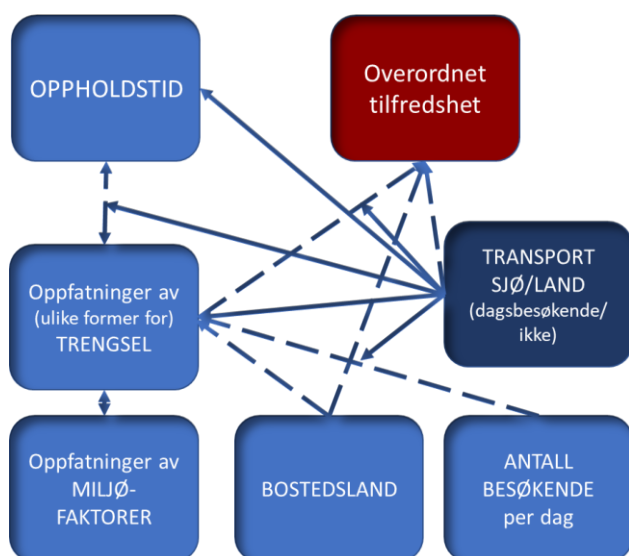 OPPHOLDSTID
Overordnet
tilfredshet
Oppfatninger av
(ulike former for)
TRENGSEL
TRANSPORT
SJØ/LAND
(dagsbesøkende/
ikke)
Oppfatninger av
MILJØ-
FAKTORER
BOSTEDSLAND
ANTALL
BESØKENDE
per dag